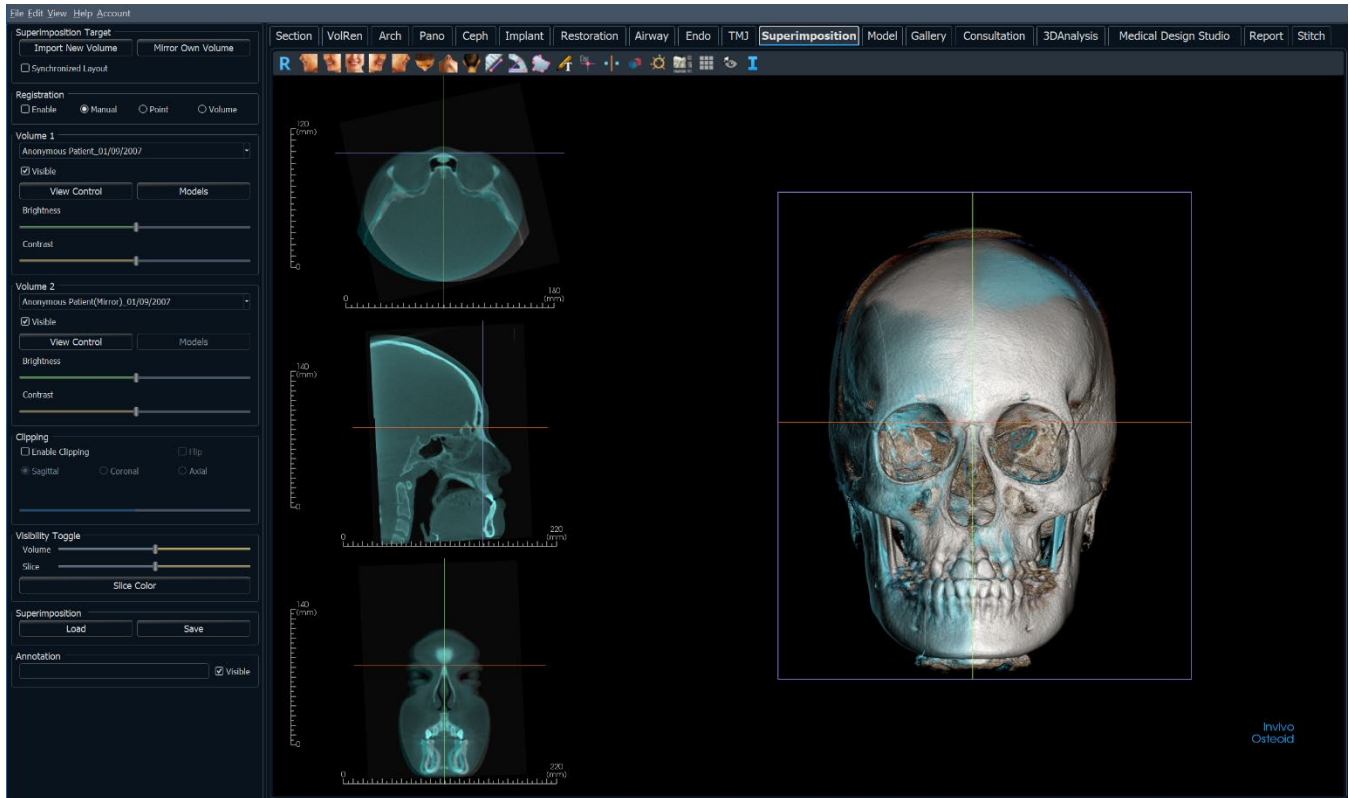 File Edit View Help Account
Section VolRen Arch Pano Ceph Implant Restoration Airway Endo TMJ Superimposition Model Gallery Consultation 3DAnalysis Medical Design Studio Report Stitch
Superimposition Target
Import New Volume Mirror Own Volume
Synchronized Layout
Registration
Enable Manual Point Volume
Volume 1
Anonymous Patient_01/09/2007
Visible
View Control Models
Brightness
Contrast
Volume 2
Anonymous Patient(Mirror)_01/09/2007
Visible
View Control Models
Brightness
Contrast
Clipping
Enable Clipping Flip
Sagittal Coronal Axial
Visibility Toggle
Volume
Slice
Slice Color
Superimposition
Load Save
Annotation
Visible
R
120
(mm)
0
0
160
(mm)
140
(mm)
0
0
220
(mm)
140
(mm)
0
0
220
(mm)
Invivo
Osteoid